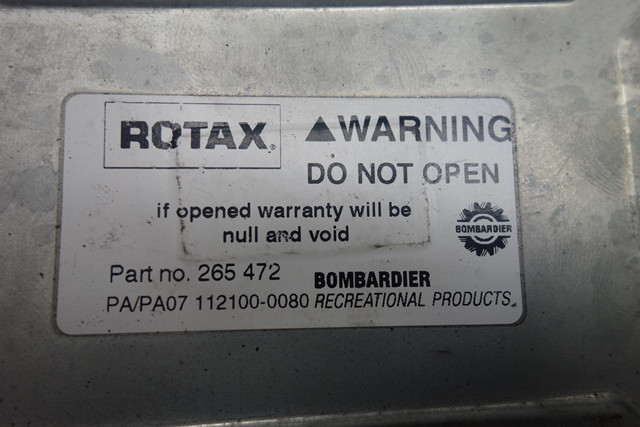 ROTAX®
▲WARNING
DO NOT OPEN
if opened warranty will be
null and void
BOMBARDIER
Part no. 265 472
BOMBARDIER
PA/PA07 112100-0080 RECREATIONAL PRODUCTS